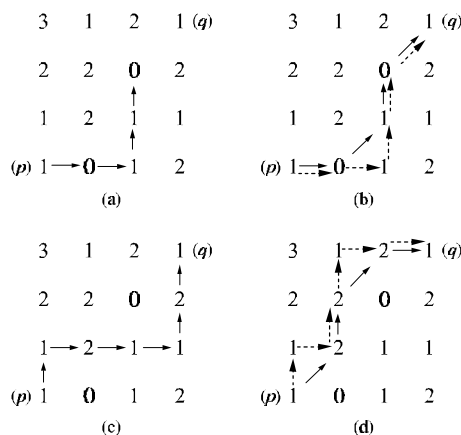 3 1 2 1 (q)
2 2 0 2
1 2 1 1
(p) 1 0 1 2
(a)
3 1 2 1 (q)
2 2 0 2
1 2 1 1
(p) 1 0 1 2
(b)
3 1 2 1 (q)
2 2 0 2
1 2 1 1
(p) 1 0 1 2
(c)
3 1 2 1 (q)
2 2 0 2
1 2 1 1
(p) 1 0 1 2
(d)